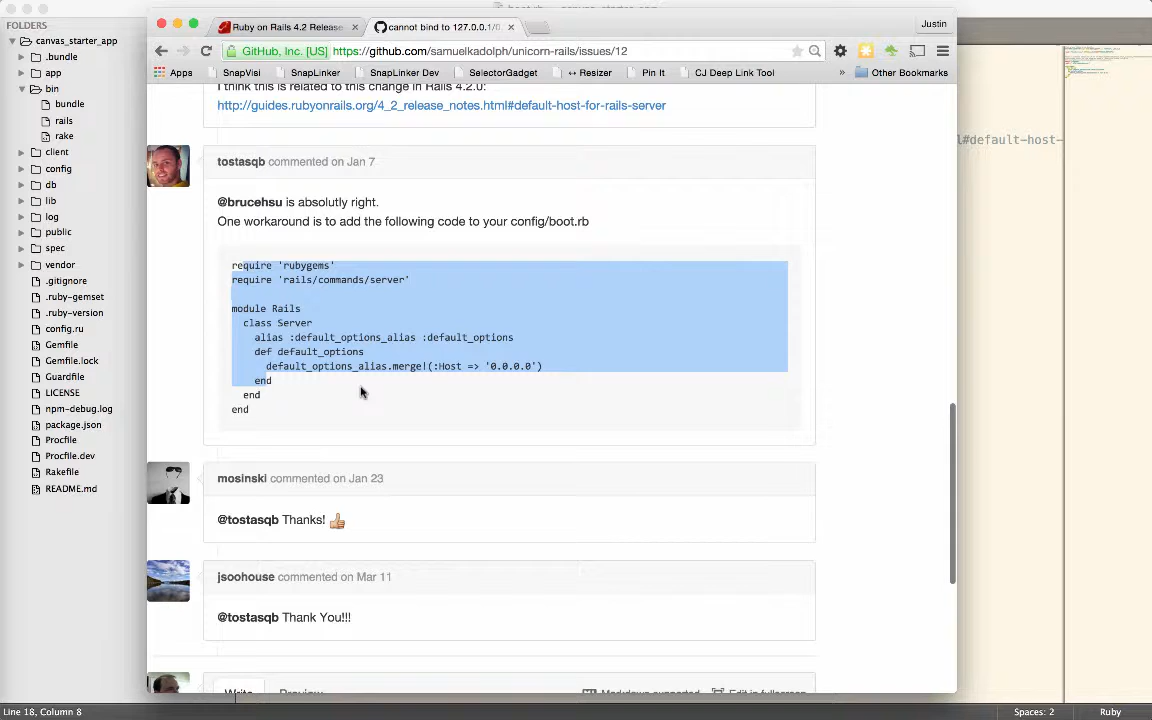 FOLDERS
canvas_starter_app
.bundle
app
bin
bundle
rails
rake
client
config
db
lib
log
public
spec
vendor
.gitignore
.ruby-gemset
.ruby-version
config.ru
Gemfile
Gemfile.lock
Guardfile
LICENSE
npm-debug.log
package.json
Procfile
Procfile.dev
Rakefile
README.md
Ruby on Rails 4.2 Release
cannot bind to 127.0.0.1/0
Justin
GitHub, Inc. [US] https://github.com/samuelkadolph/unicorn-rails/issues/12
Apps SnapVisi SnapLinker SnapLinker Dev SelectorGadget ↔ Resizer Pin It CJ Deep Link Tool » Other Bookmarks
I think this is related to this change in Rails 4.2.0:
http://guides.rubyonrails.org/4_2_release_notes.html#default-host-for-rails-server
l#default-host-
tostasqb commented on Jan 7
@brucehsu is absolutly right.
One workaround is to add the following code to your config/boot.rb
require 'rubygems'
require 'rails/commands/server'
module Rails
class Server
alias :default_options_alias :default_options
def default_options
default_options_alias.merge!(:Host => '0.0.0.0')
end
end
end
mosinski commented on Jan 23
@tostasqb Thanks!
jsoohouse commented on Mar 11
@tostasqb Thank You!!!
Write Preview Markdown supported Edit in fullscreen
Line 18, Column 8
Spaces: 2 Ruby